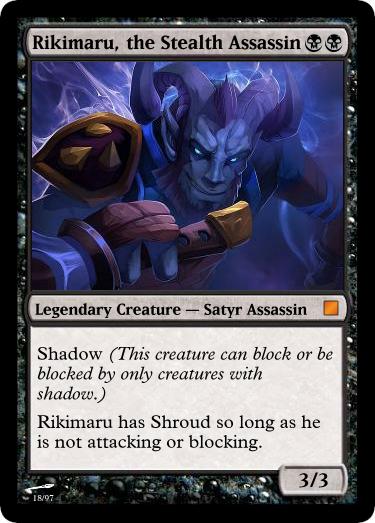 Rikimaru, the Stealth Assassin
Legendary Creature — Satyr Assassin
Shadow (This creature can block or be
blocked by only creatures with
shadow.)
Rikimaru has Shroud so long as he
is not attacking or blocking.
3/3
18/97